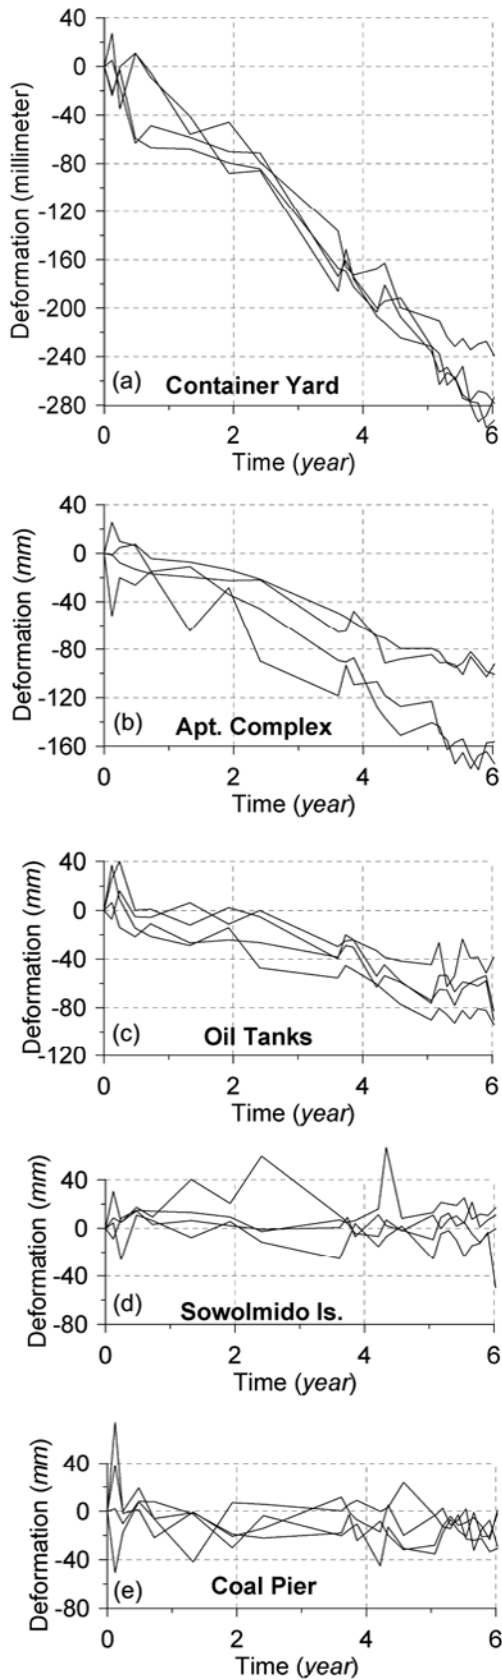 Deformation (millimeter)
40
0
-40
-80
-120
-160
-200
-240
-280
(a) Container Yard
0 2 4 6
Time (year)
Deformation (mm)
40
0
-40
-80
-120
-160
(b) Apt. Complex
0 2 4 6
Time (year)
Deformation (mm)
40
0
-40
-80
-120
(c) Oil Tanks
0 2 4 6
Time (year)
Deformation (mm)
40
0
-40
-80
(d) Sowolmido Is.
0 2 4 6
Time (year)
Deformation (mm)
40
0
-40
-80
(e) Coal Pier
0 2 4 6
Time (year)